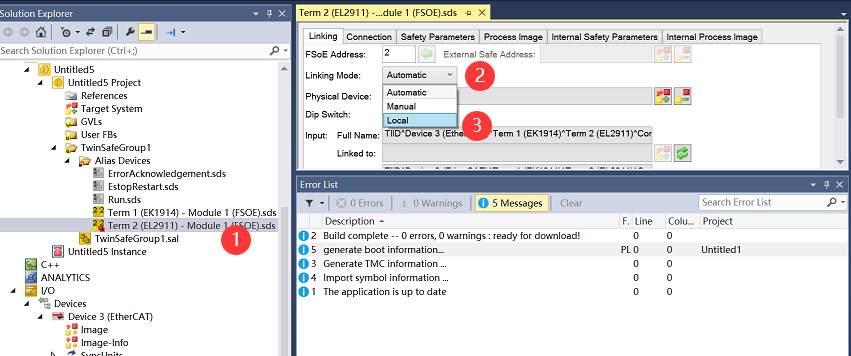 Solution Explorer
Search Solution Explorer (Ctrl+;)
Untitled5
Untitled5 Project
References
Target System
GVLs
User FBs
TwinSafeGroup1
Alias Devices
ErrorAcknowledgement.sds
EstopRestart.sds
Run.sds
Term 1 (EK1914) - Module 1 (FSOE).sds
Term 2 (EL2911) - Module 1 (FSOE).sds
TwinSafeGroup1.sal
1
Untitled5 Instance
C++
ANALYTICS
I/O
Devices
Device 3 (EtherCAT)
Image
Image-Info
SyncUnits
Term 2 (EL2911) -...dule 1 (FSOE).sds
Linking Connection Safety Parameters Process Image Internal Safety Parameters Internal Process Image
FSoE Address: 2 External Safe Address:
Linking Mode: Automatic 2
Automatic
Physical Device:
Manual
Dip Switch:
Local 3
Input: Full Name: TIID^Device 3 (EtherCAT)^Term 1 (EK1914)^Term 2 (EL2911)^Cor
Linked to:
Error List
0 Errors 0 Warnings 5 Messages Clear Search Error List
Description F. Line Colu... Project
2 Build complete -- 0 errors, 0 warnings : ready for download! 0 0
5 generate boot information... PL 0 0 Untitled1
3 Generate TMC information ... 0 0
4 Import symbol information ... 0 0
1 The application is up to date 0 0